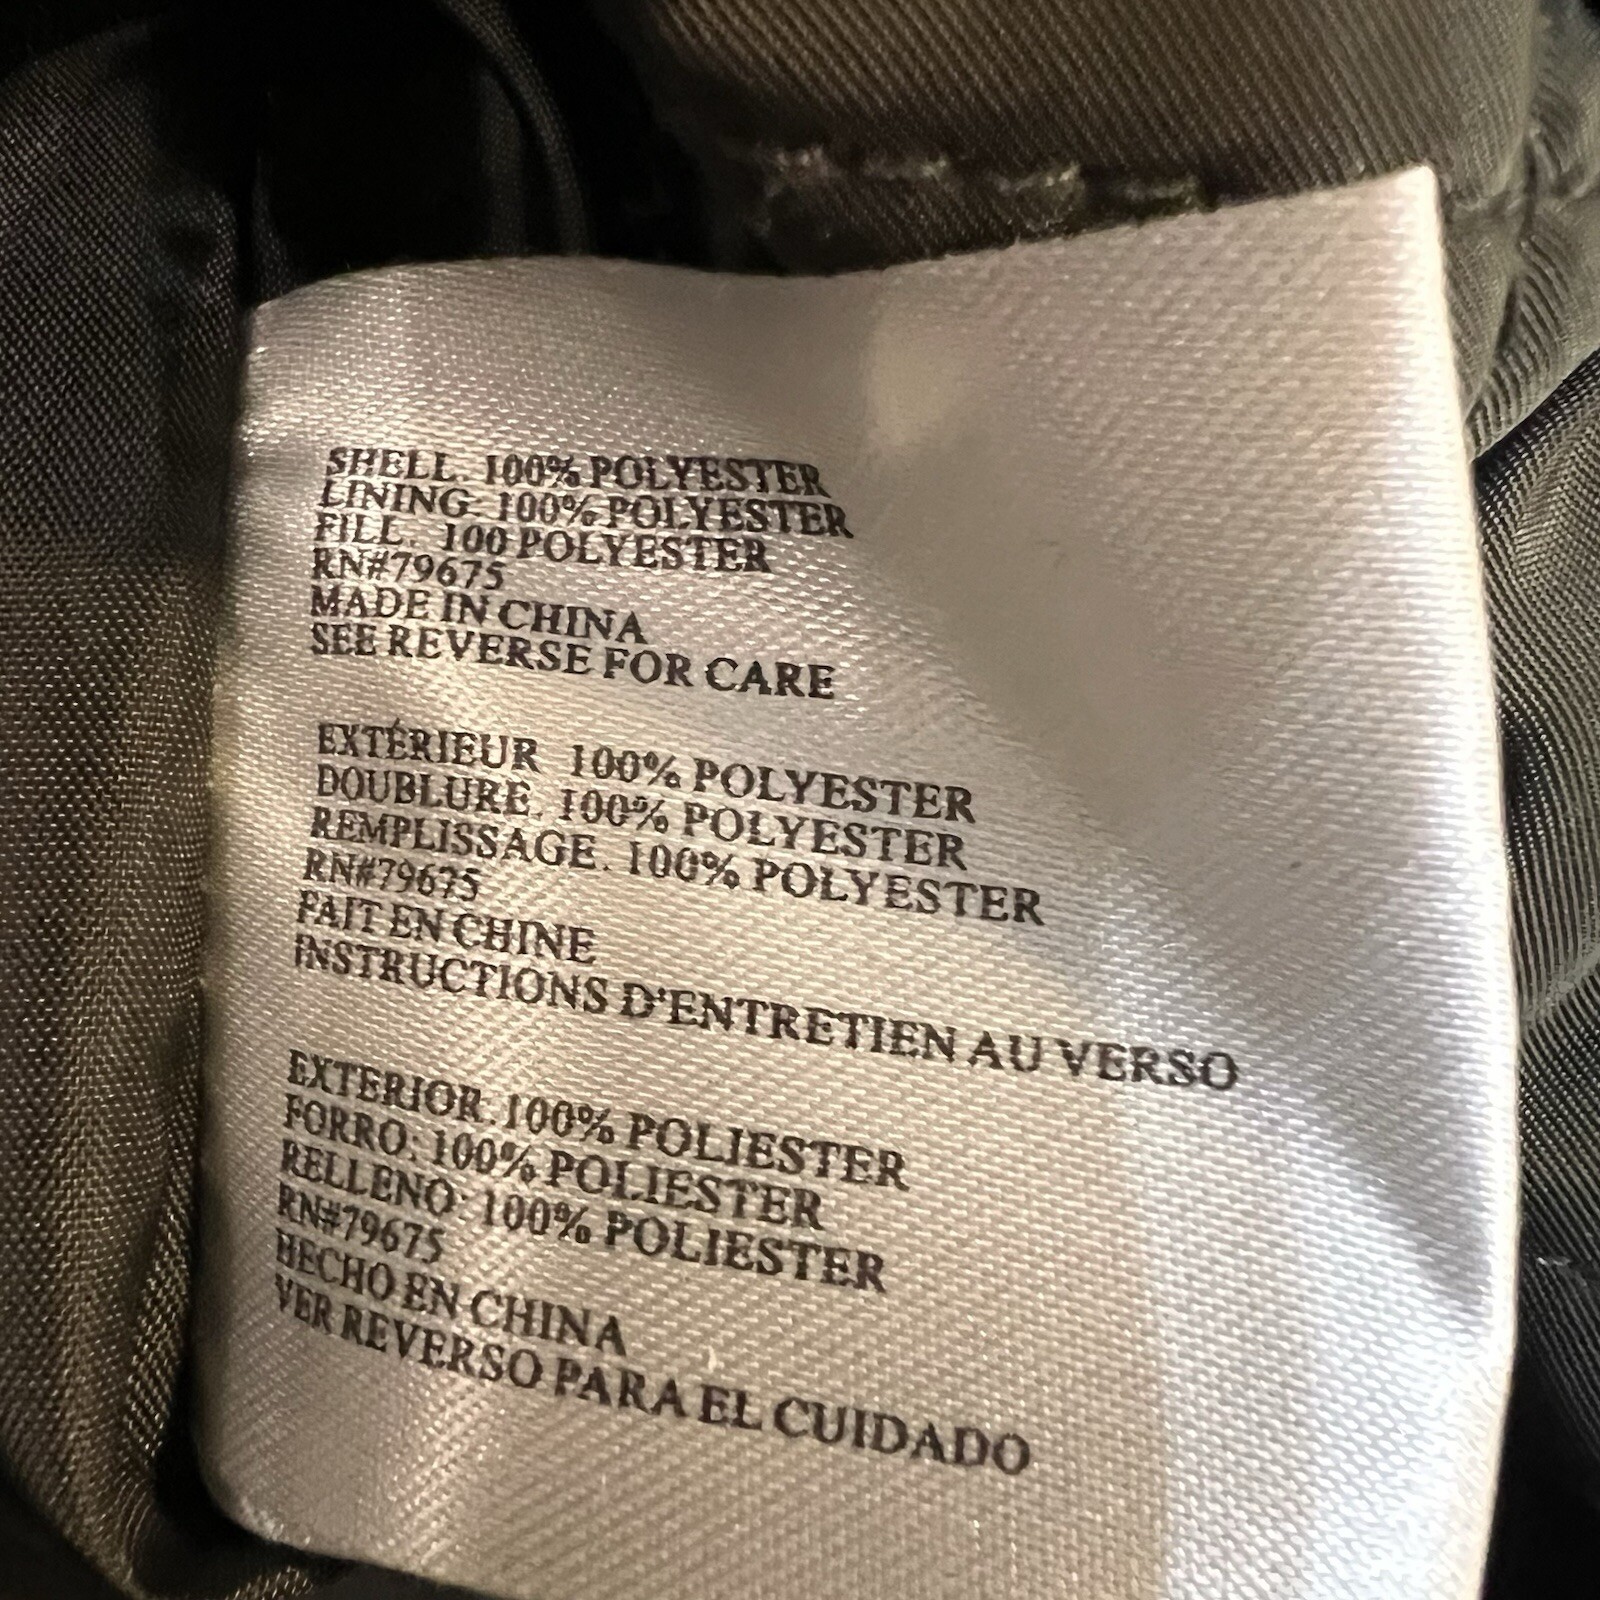 SHELL. 100% POLYESTER
LINING: 100% POLYESTER
FILL. 100 POLYESTER
RN#79675
MADE IN CHINA
SEE REVERSE FOR CARE
EXTÉRIEUR 100% POLYESTER
DOUBLURE. 100% POLYESTER
REMPLISSAGE. 100% POLYESTER
RN#79675
FAIT EN CHINE
INSTRUCTIONS D'ENTRETIEN AU VERSO
EXTERIOR. 100% POLIESTER
FORRO: 100% POLIESTER
RELLENO: 100% POLIESTER
RN#79675
HECHO EN CHINA
VER REVERSO PARA EL CUIDADO